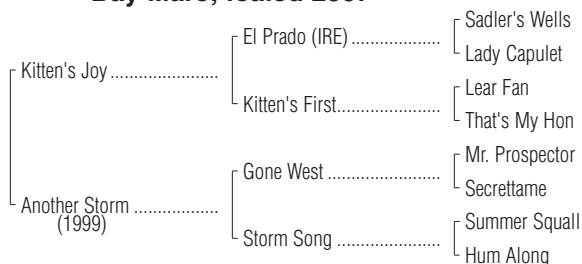 Sadler's Wells
El Prado (IRE) ....................
Lady Capulet
Kitten's Joy ........................
Lear Fan
Kitten's First.......................
That's My Hon
Mr. Prospector
Gone West .........................
Secrettame
Another Storm ...................
(1999)
Summer Squall
Storm Song ........................
Hum Along